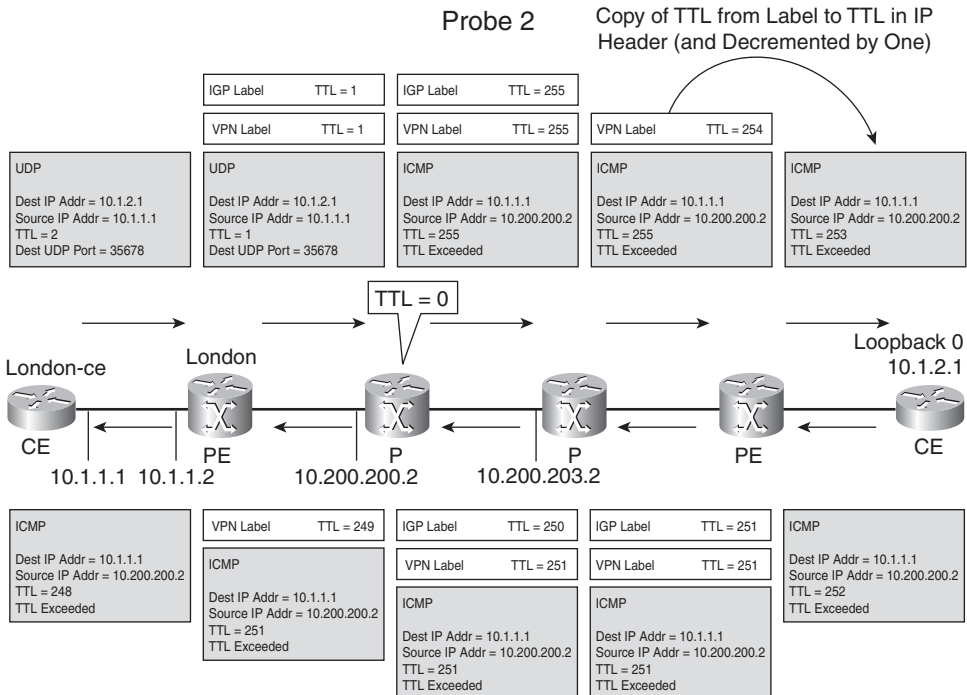 Probe 2
Copy of TTL from Label to TTL in IP
Header (and Decremented by One)
IGP Label TTL = 1
IGP Label TTL = 255
VPN Label TTL = 1
VPN Label TTL = 255
VPN Label TTL = 254
UDP
Dest IP Addr = 10.1.2.1
Source IP Addr = 10.1.1.1
TTL = 2
Dest UDP Port = 35678
UDP
Dest IP Addr = 10.1.2.1
Source IP Addr = 10.1.1.1
TTL = 1
Dest UDP Port = 35678
ICMP
Dest IP Addr = 10.1.1.1
Source IP Addr = 10.200.200.2
TTL = 255
TTL Exceeded
ICMP
Dest IP Addr = 10.1.1.1
Source IP Addr = 10.200.200.2
TTL = 255
TTL Exceeded
ICMP
Dest IP Addr = 10.1.1.1
Source IP Addr = 10.200.200.2
TTL = 253
TTL Exceeded
TTL = 0
London-ce
London
Loopback 0
10.1.2.1
CE
PE
P
P
PE
CE
10.1.1.1
10.1.1.2
10.200.200.2
10.200.203.2
ICMP
Dest IP Addr = 10.1.1.1
Source IP Addr = 10.200.200.2
TTL = 248
TTL Exceeded
VPN Label TTL = 249
ICMP
Dest IP Addr = 10.1.1.1
Source IP Addr = 10.200.200.2
TTL = 251
TTL Exceeded
IGP Label TTL = 250
VPN Label TTL = 251
ICMP
Dest IP Addr = 10.1.1.1
Source IP Addr = 10.200.200.2
TTL = 251
TTL Exceeded
IGP Label TTL = 251
VPN Label TTL = 251
ICMP
Dest IP Addr = 10.1.1.1
Source IP Addr = 10.200.200.2
TTL = 251
TTL Exceeded
ICMP
Dest IP Addr = 10.1.1.1
Source IP Addr = 10.200.200.2
TTL = 252
TTL Exceeded